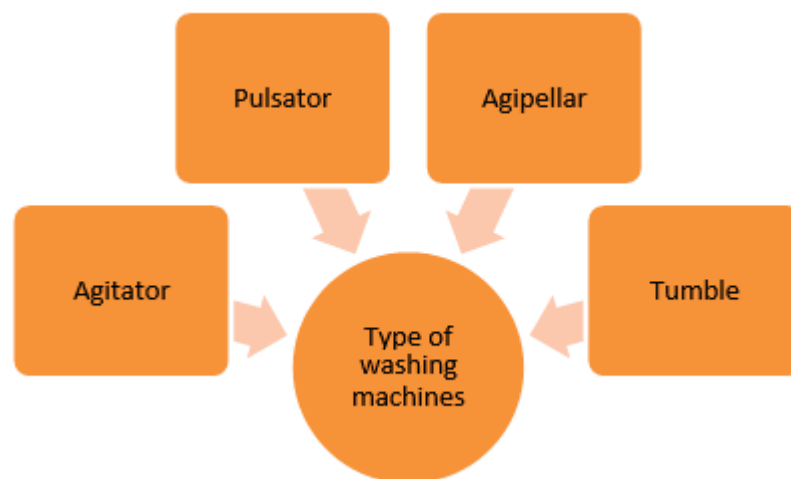 Pulsator
Agipellar
Agitator
Tumble
Type of
washing
machines